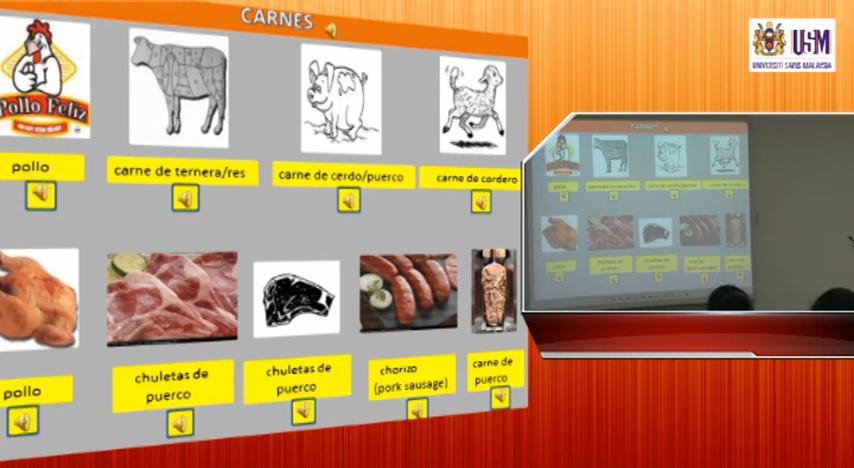 CARNES
Pollo Feliz
pollo
carne de ternera/res
carne de cerdo/puerco
carne de cordero
pollo
chuletas de
puerco
chuletas de
puerco
chorizo
(pork sausage)
carne de
puerco
USM
UNIVERSITI SAINS MALAYSIA
CARNES